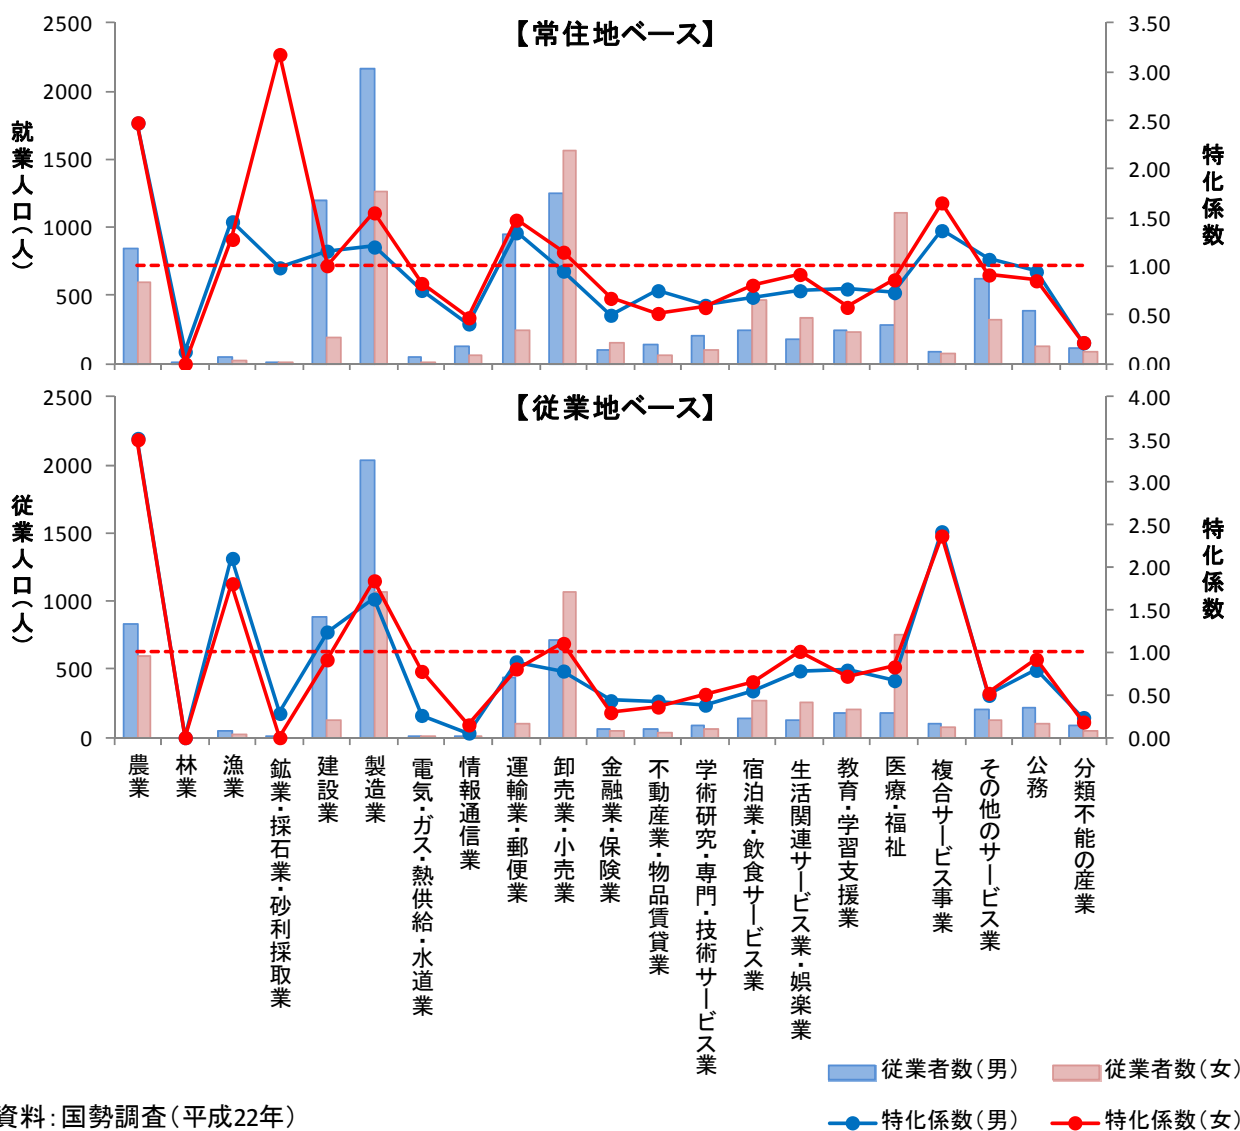 【常住地ベース】
就業人口（人）
2500
2000
1500
1000
500
0
3.50
3.00
2.50
2.00
1.50
1.00
0.50
0.00
特化係数
【従業地ベース】
従業人口（人）
2500
2000
1500
1000
500
0
4.00
3.50
3.00
2.50
2.00
1.50
1.00
0.50
0.00
特化係数
農業
林業
漁業
鉱業・採石業・砂利採取業
建設業
製造業
電気・ガス・熱供給・水道業
情報通信業
運輸業・郵便業
卸売業・小売業
金融業・保険業
不動産業・物品賃貸業
学術研究・専門・技術サービス業
宿泊業・飲食サービス業
生活関連サービス業・娯楽業
教育・学習支援業
医療・福祉
複合サービス事業
その他のサービス業
公務
分類不能の産業
従業者数（男）
従業者数（女）
特化係数（男）
特化係数（女）
資料：国勢調査（平成22年）